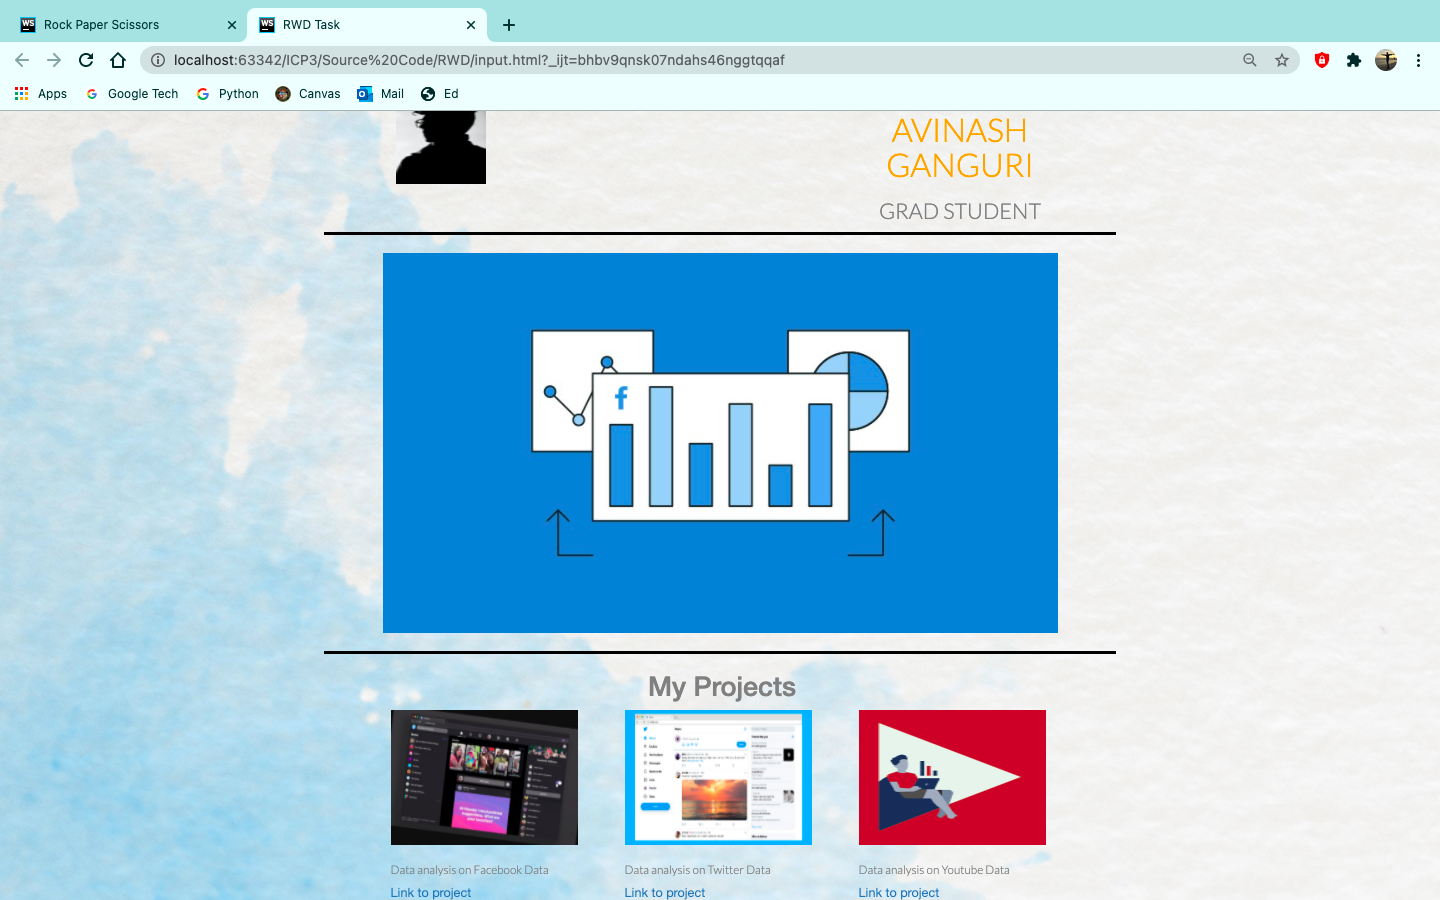 Rock Paper Scissors
RWD Task
localhost:63342/ICP3/Source%20Code/RWD/input.html?_ijt=bhbv9qnsk07ndahs46nggtqqaf
Apps
Google Tech
Python
Canvas
Mail
Ed
AVINASH
GANGURI
GRAD STUDENT
My Projects
Data analysis on Facebook Data
Data analysis on Twitter Data
Data analysis on Youtube Data
Link to project
Link to project
Link to project